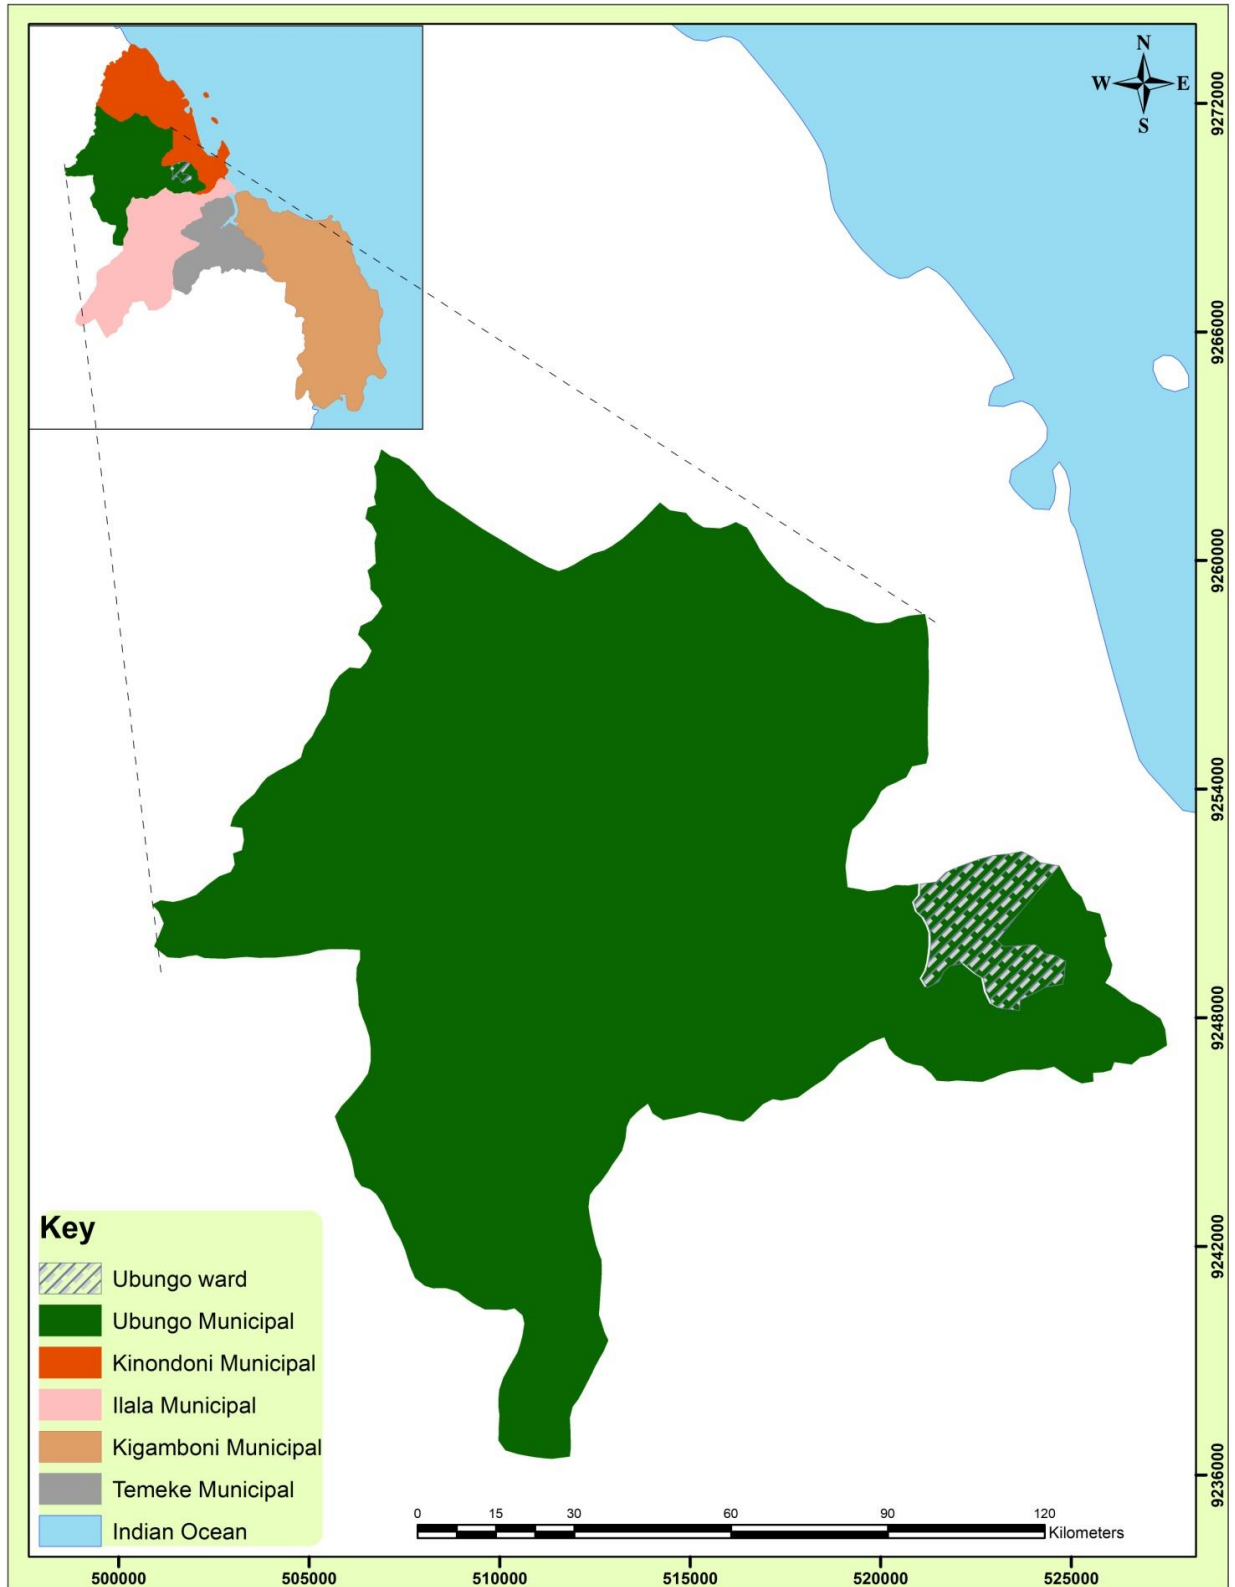 N
W E
S
9272000
9266000
9260000
9254000
9248000
9242000
9236000
Key
Ubungo ward
Ubungo Municipal
Kinondoni Municipal
Ilala Municipal
Kigamboni Municipal
Temeke Municipal
Indian Ocean
0 15 30 60 90 120
Kilometers
500000 505000 510000 515000 520000 525000